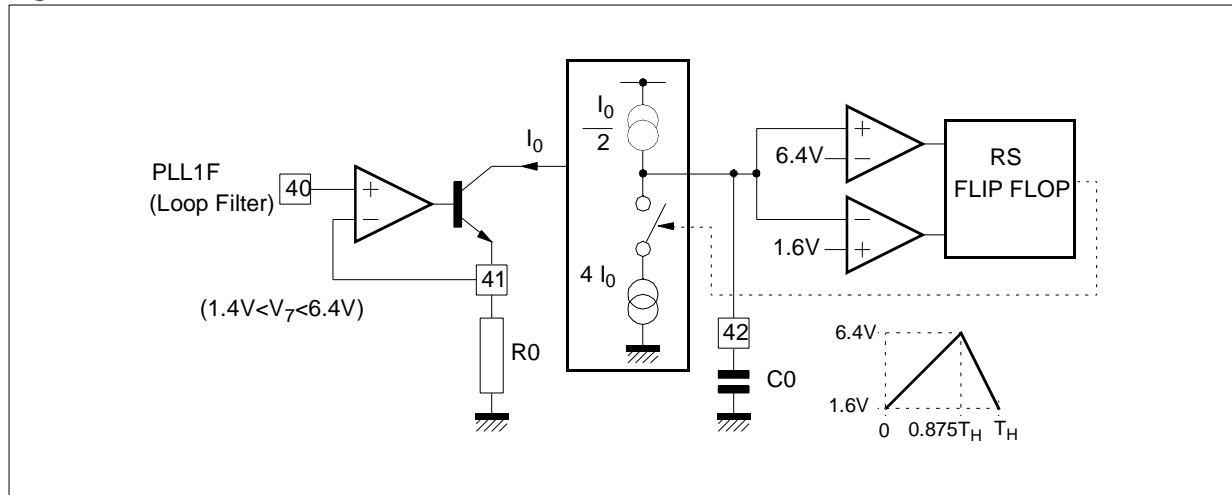 PLL1F
(Loop Filter)
40
+
−
I0
41
(1.4V<V7<6.4V)
R0
I0
2
4 I0
42
C0
+
6.4V
−
−
1.6V
+
RS
FLIP FLOP
6.4V
1.6V
0
0.875TH
TH